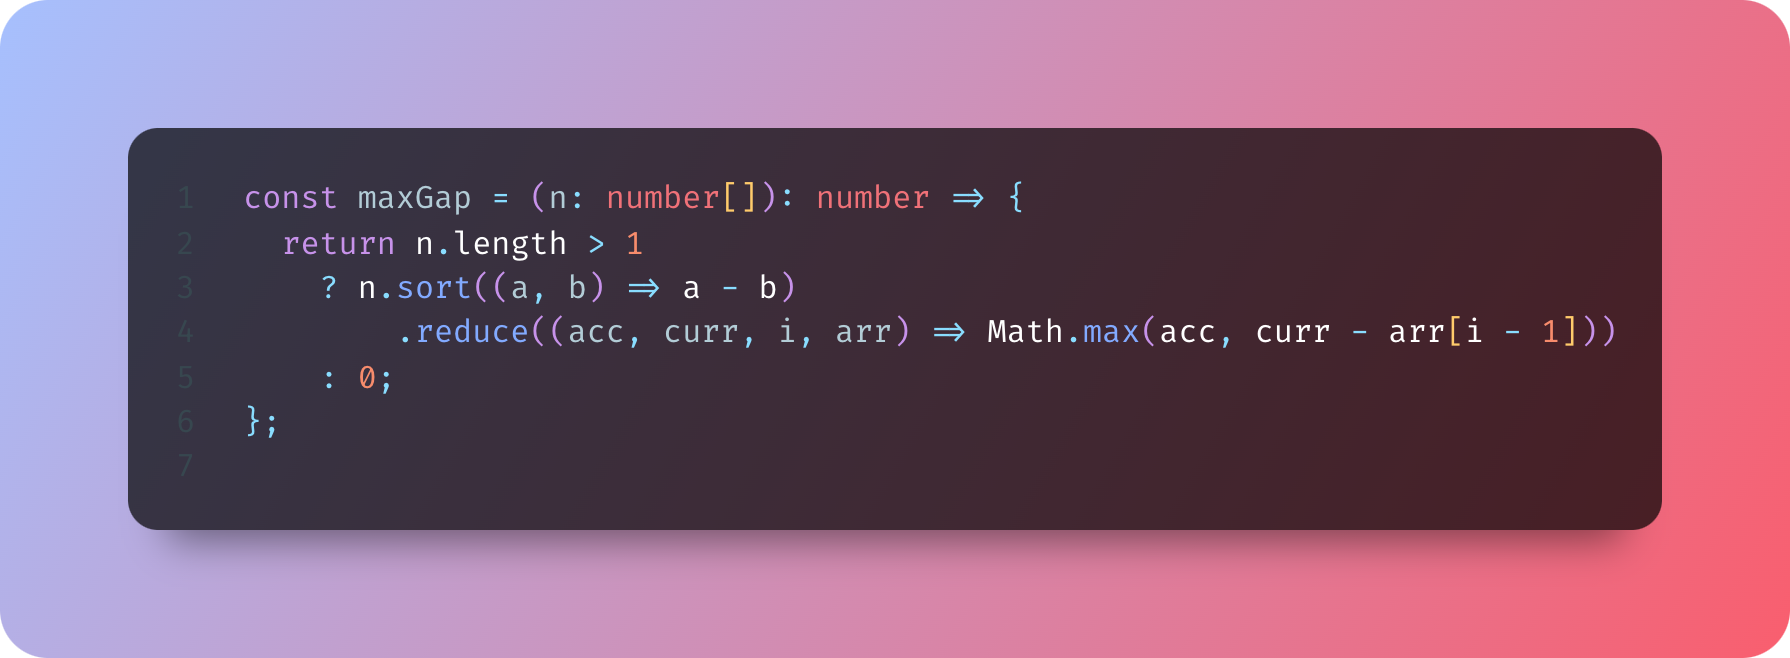 1 const maxGap = (n: number[]): number => {
2   return n.length > 1
3     ? n.sort((a, b) => a - b)
4         .reduce((acc, curr, i, arr) => Math.max(acc, curr - arr[i - 1]))
5     : 0;
6 };
7